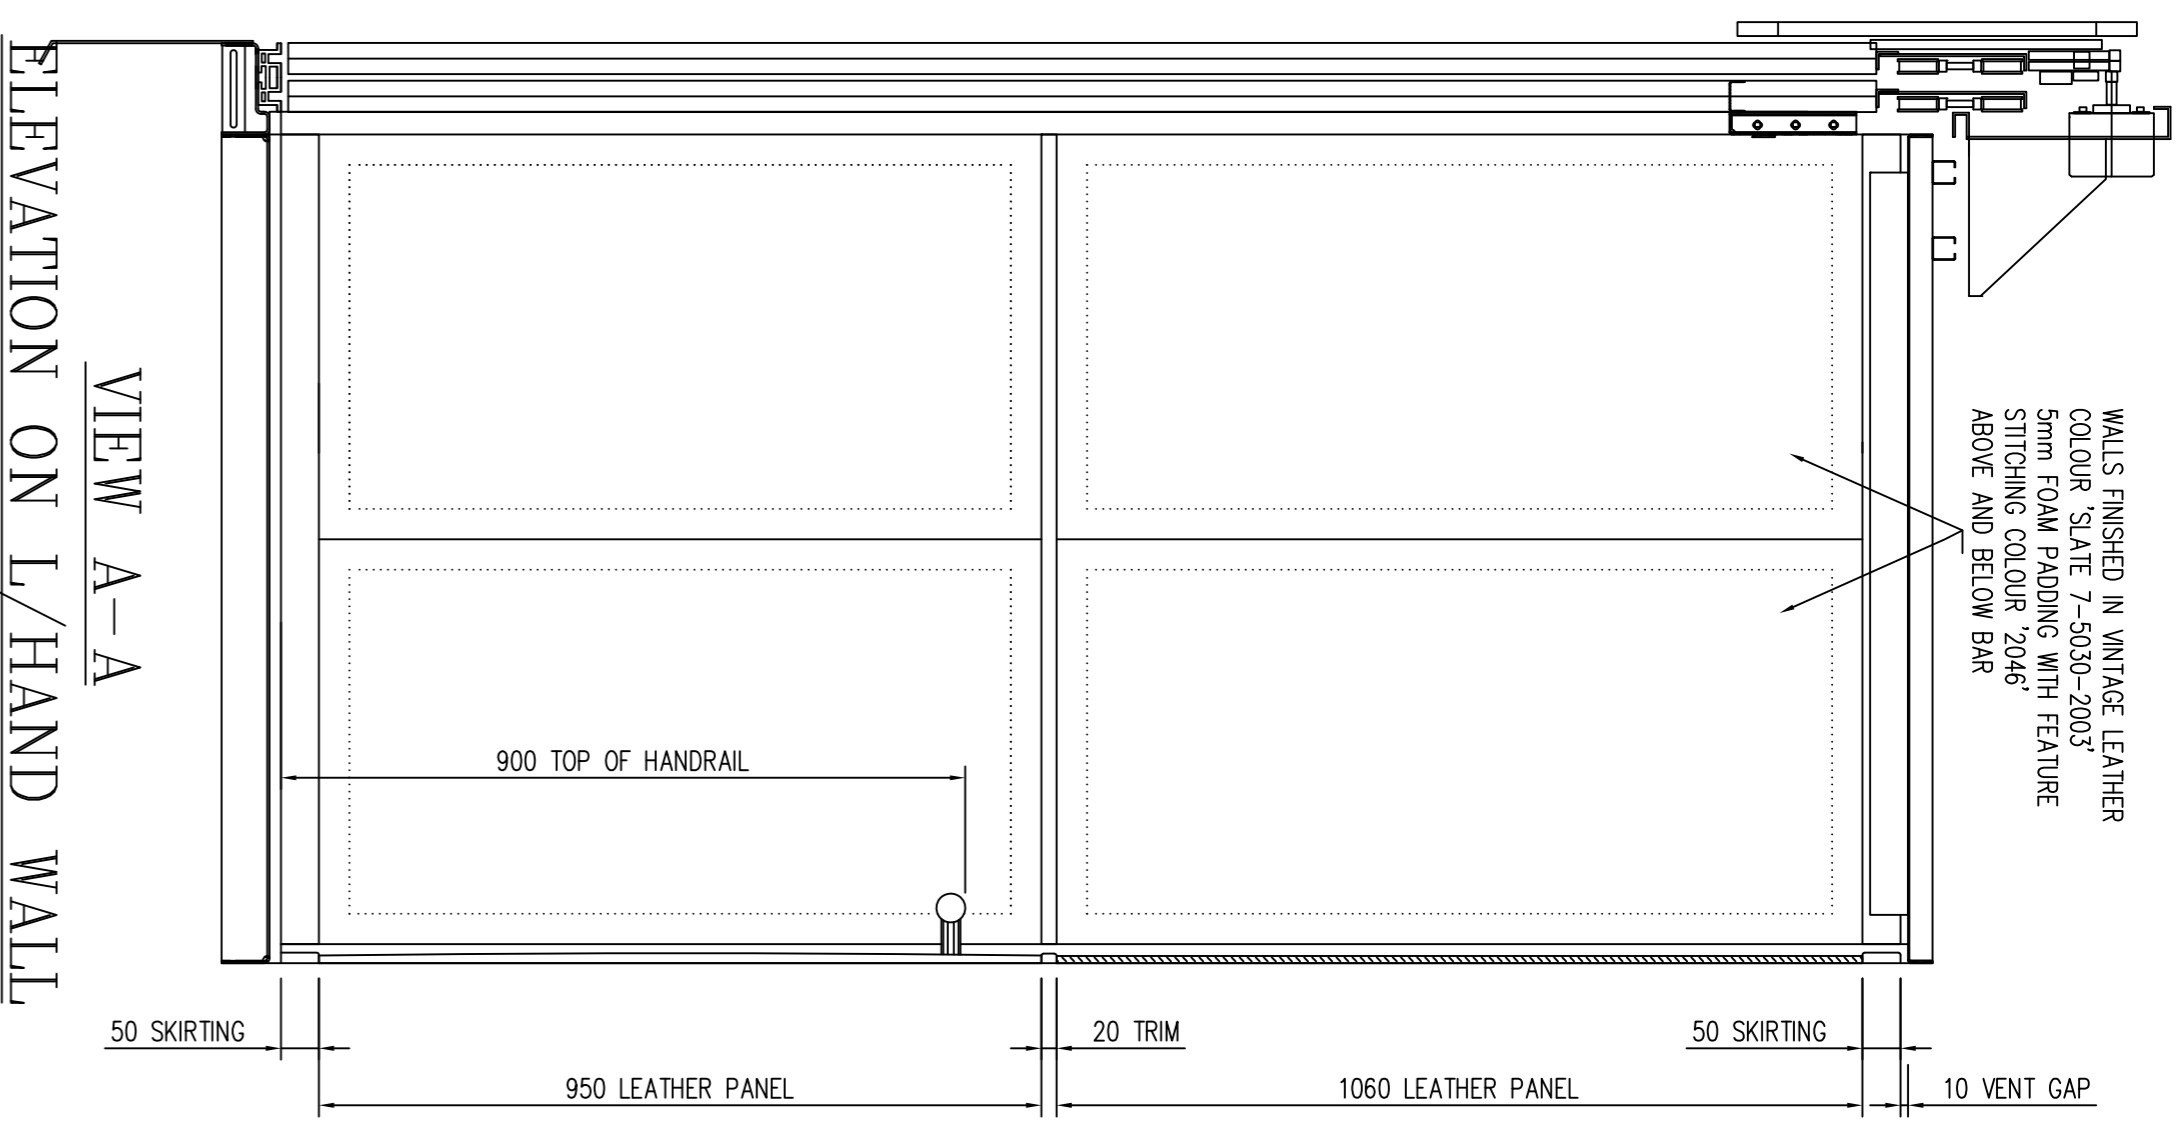 WALLS FINISHED IN VINTAGE LEATHER
COLOUR 'SLATE 7-5030-2003'
5mm FOAM PADDING WITH FEATURE
STITCHING COLOUR '2046'
ABOVE AND BELOW BAR
900 TOP OF HANDRAIL
50 SKIRTING
20 TRIM
50 SKIRTING
950 LEATHER PANEL
1060 LEATHER PANEL
10 VENT GAP
VIEW A-A
ELEVATION ON L/HAND WALL